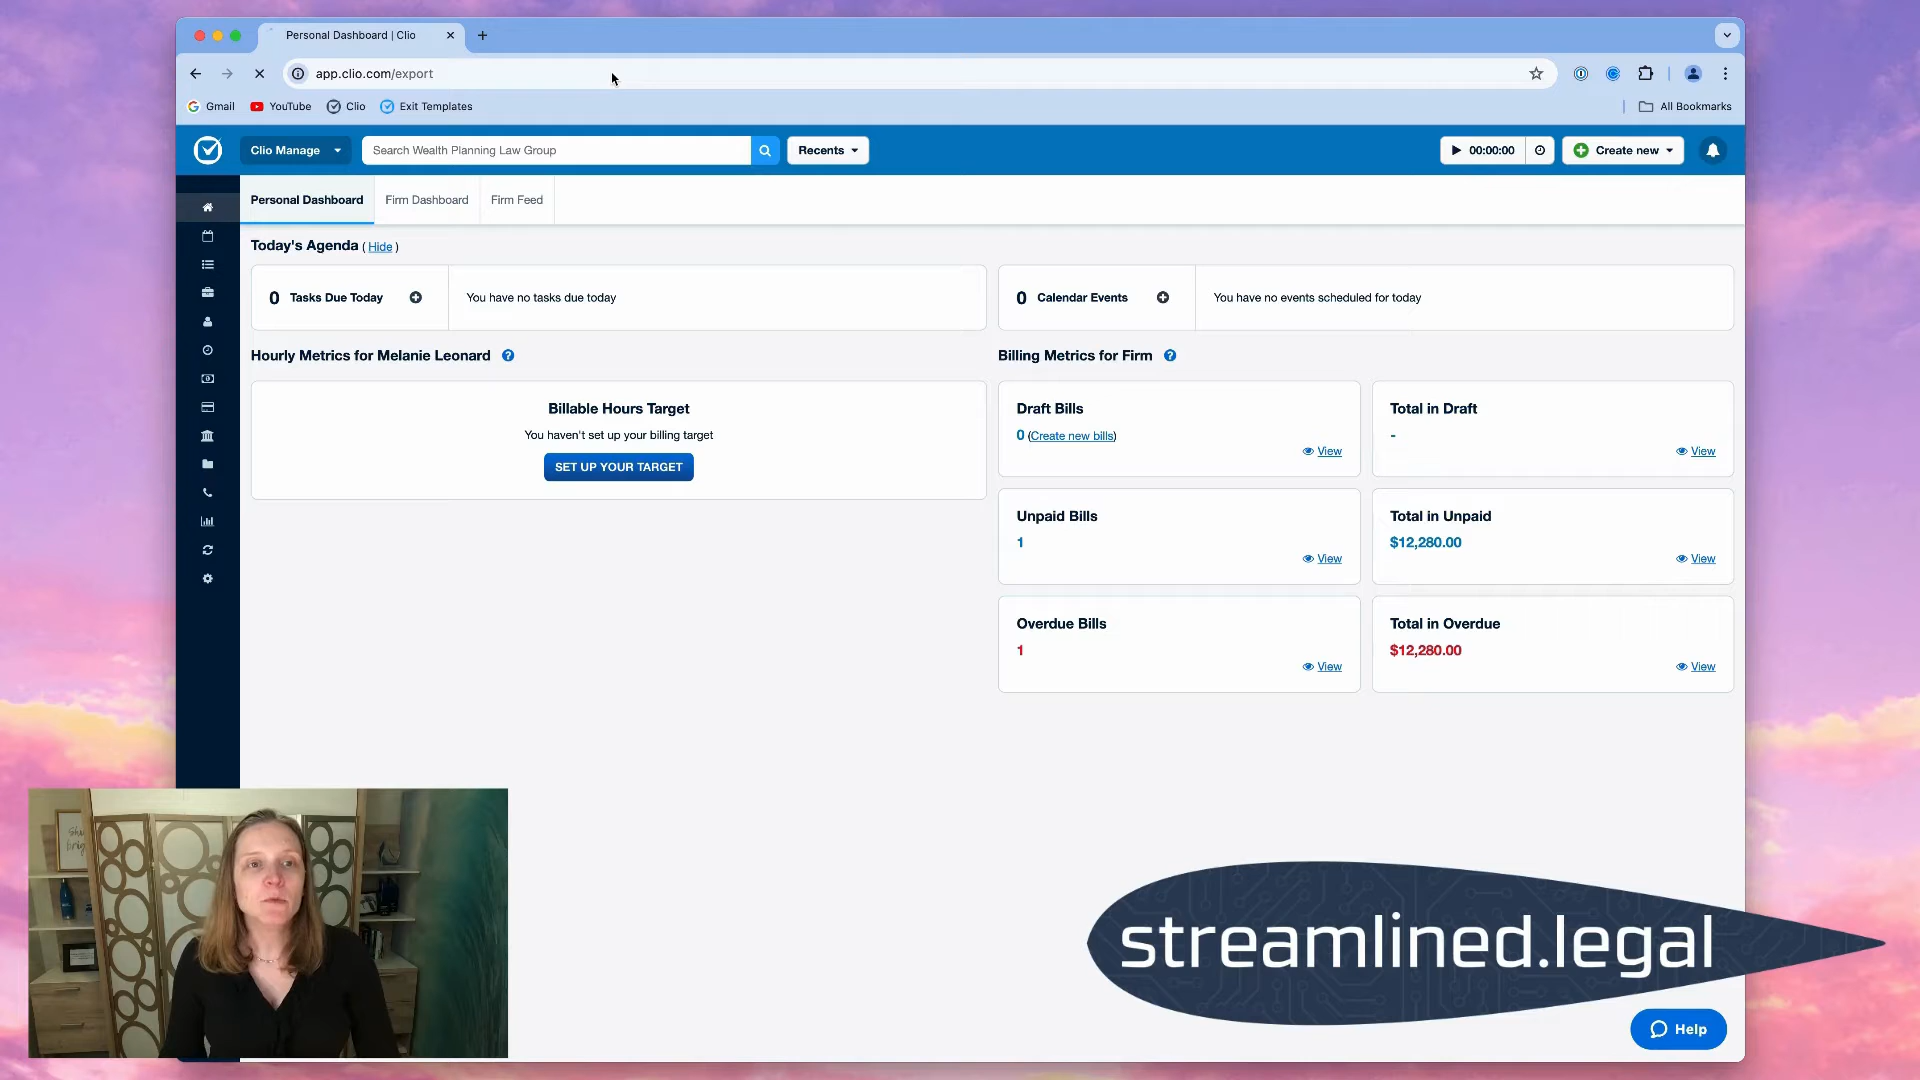 Personal Dashboard | Clio
app.clio.com/export
Gmail
YouTube
Clio
Exit Templates
All Bookmarks
Clio Manage
Search Wealth Planning Law Group
Recents
00:00:00
Create new
Personal Dashboard
Firm Dashboard
Firm Feed
Today's Agenda ( Hide )
0 Tasks Due Today
You have no tasks due today
0 Calendar Events
You have no events scheduled for today
Hourly Metrics for Melanie Leonard
Billable Hours Target
You haven't set up your billing target
SET UP YOUR TARGET
Billing Metrics for Firm
Draft Bills
0 (Create new bills)
View
Total in Draft
-
View
Unpaid Bills
1
View
Total in Unpaid
$12,280.00
View
Overdue Bills
1
View
Total in Overdue
$12,280.00
View
streamlined.legal
Help